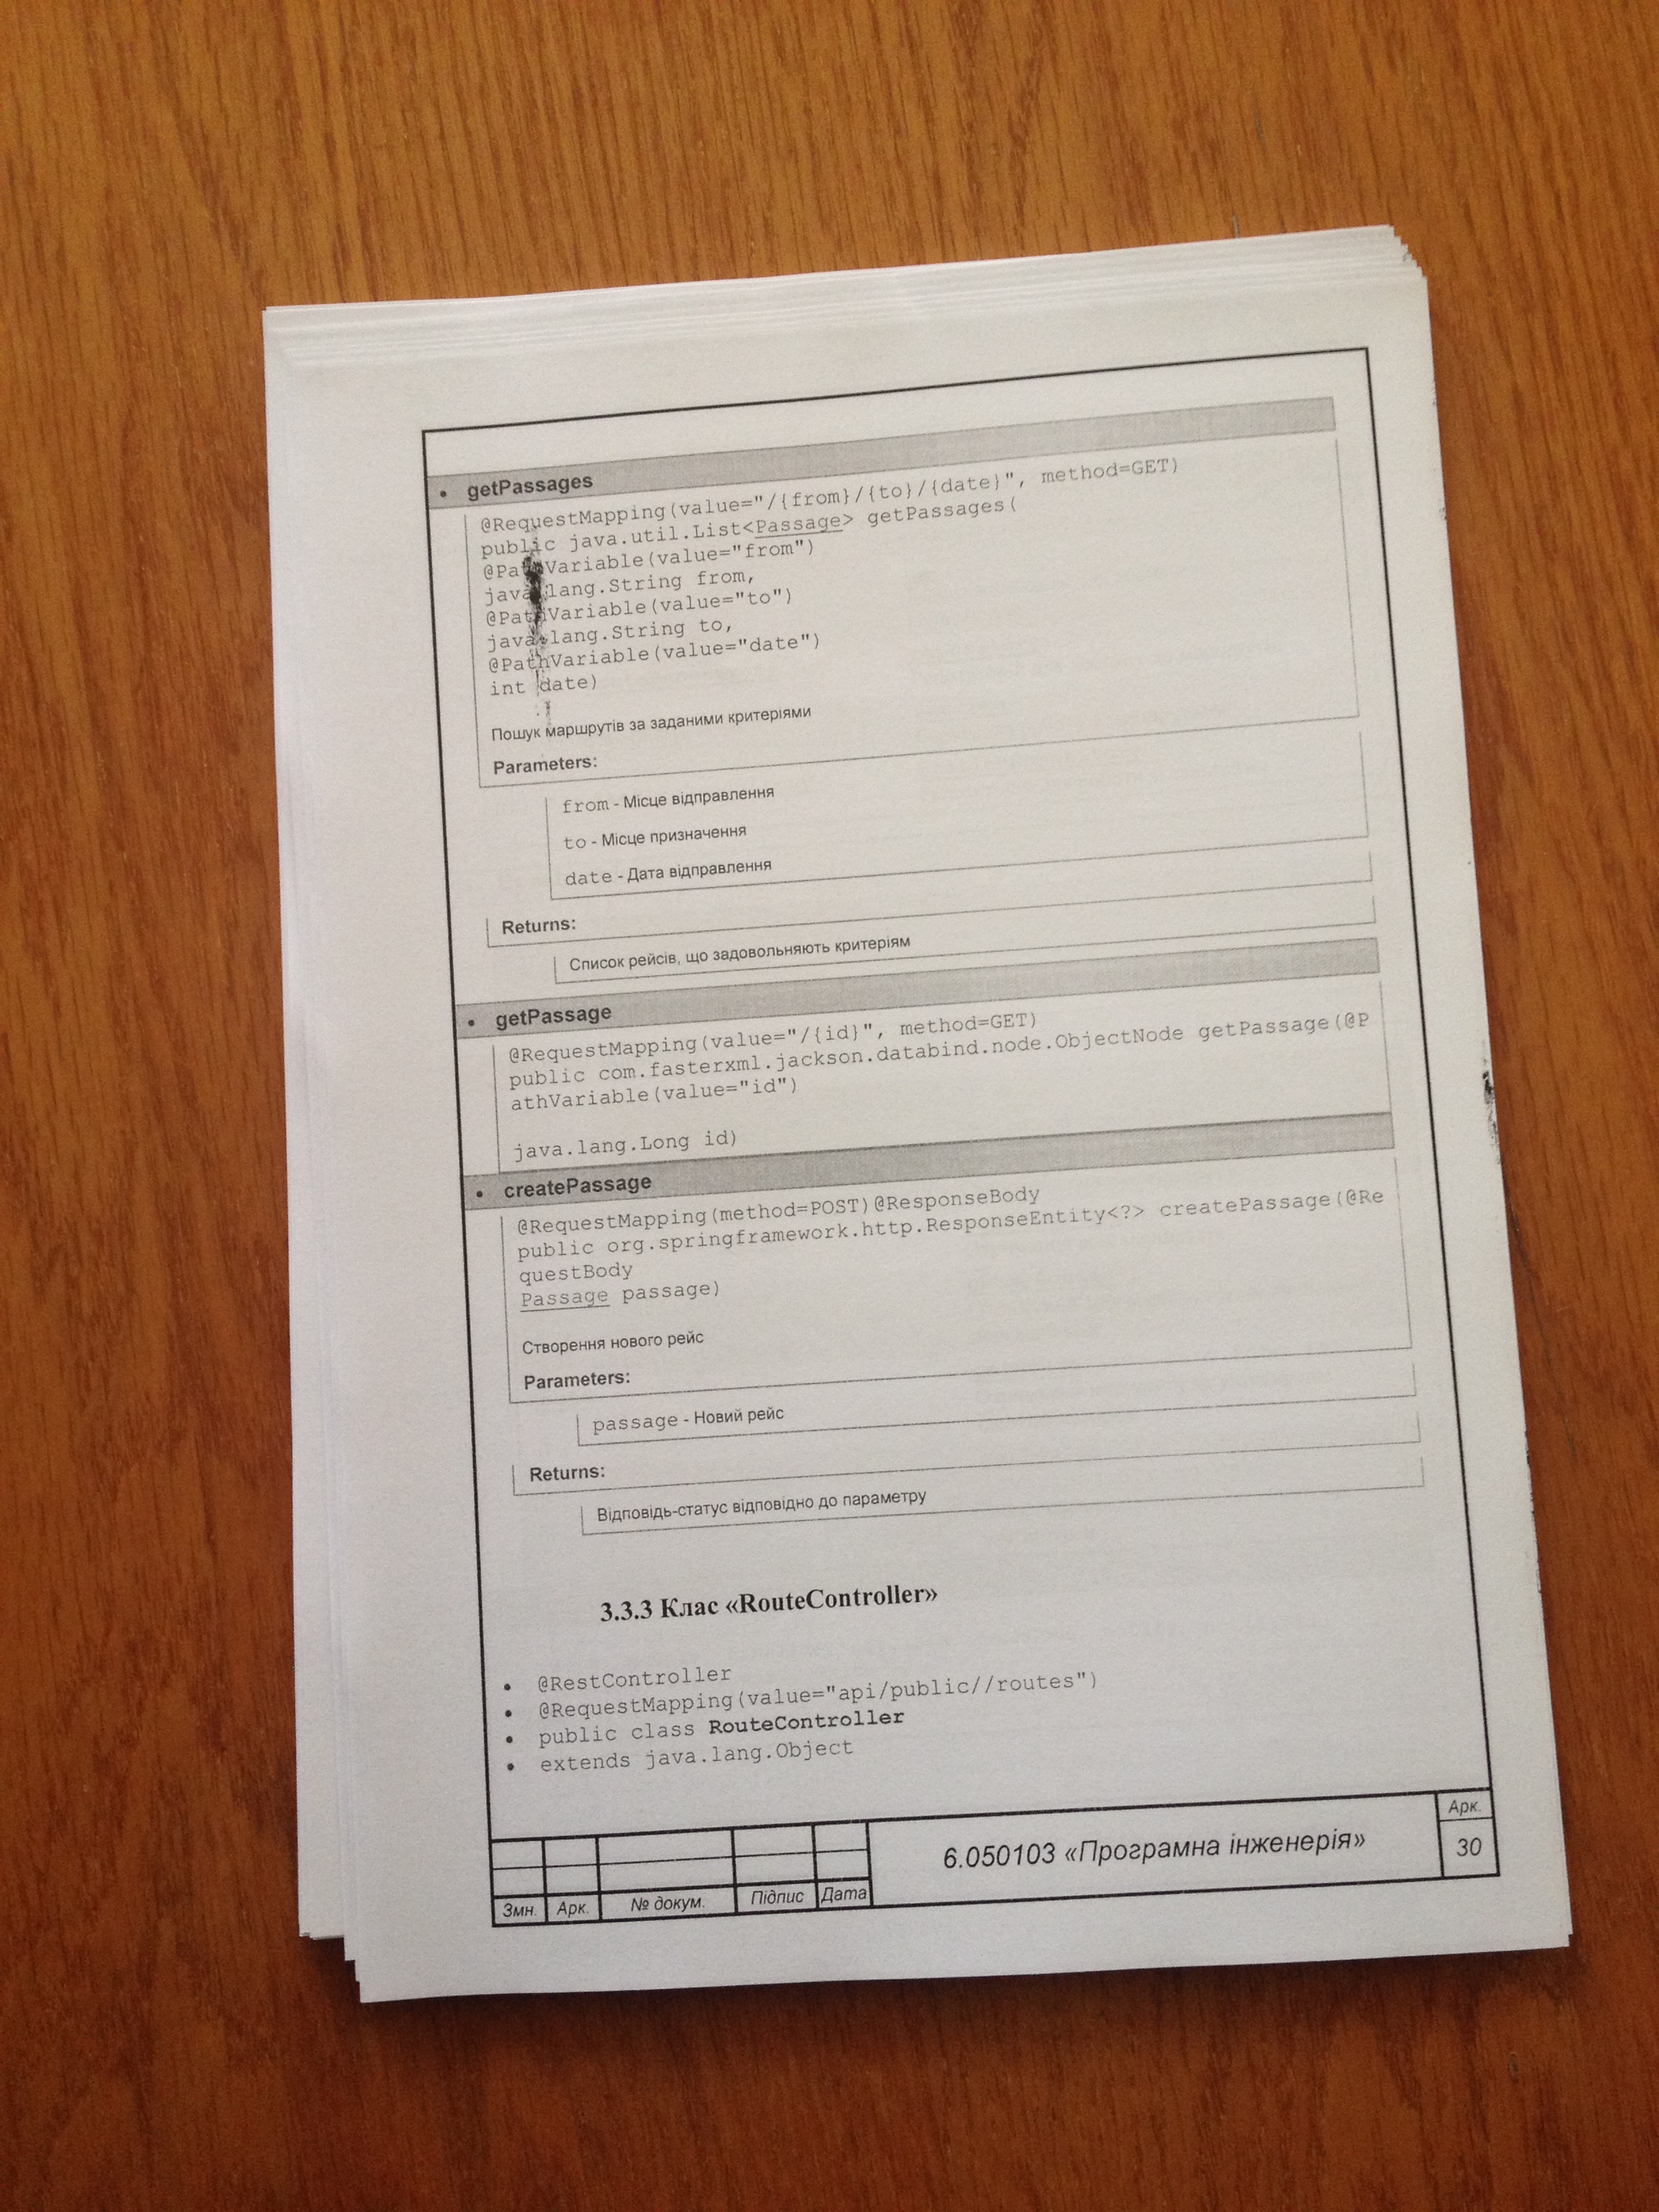 • getPassages
@RequestMapping(value="/{from}/{to}/{date}", method=GET)
public java.util.List<Passage> getPassages(
@PathVariable(value="from")
java.lang.String from,
@PathVariable(value="to")
java.lang.String to,
@PathVariable(value="date")
int date)
Пошук маршрутів за заданими критеріями
Parameters:
from - Місце відправлення
to - Місце призначення
date - Дата відправлення
Returns:
Список рейсів, що задовольняють критеріям
• getPassage
@RequestMapping(value="/{id}", method=GET)
public com.fasterxml.jackson.databind.node.ObjectNode getPassage(@P
athVariable(value="id")
java.lang.Long id)
• createPassage
@RequestMapping(method=POST)@ResponseBody
public org.springframework.http.ResponseEntity<?> createPassage(@Re
questBody
Passage passage)
Створення нового рейс
Parameters:
passage - Новий рейс
Returns:
Відповідь-статус відповідно до параметру
3.3.3 Клас «RouteController»
• @RestController
• @RequestMapping(value="api/public//routes")
• public class RouteController
• extends java.lang.Object
6.050103 «Програмна інженерія»
Арк.
30
Змн. Арк. № докум. Підпис Дата